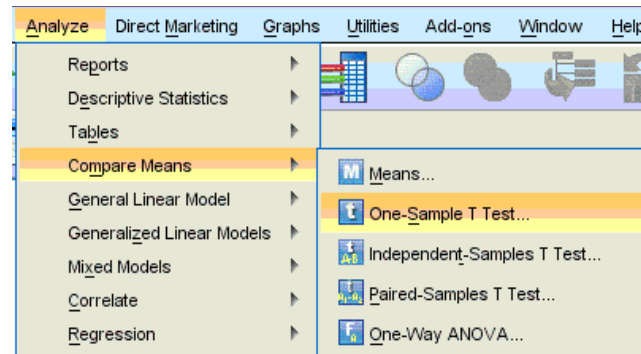 Analyze Direct Marketing Graphs Utilities Add-ons Window Help
Reports
Descriptive Statistics
Tables
Compare Means
General Linear Model
Generalized Linear Models
Mixed Models
Correlate
Regression
M Means...
t One-Sample T Test...
Independent-Samples T Test...
Paired-Samples T Test...
One-Way ANOVA...